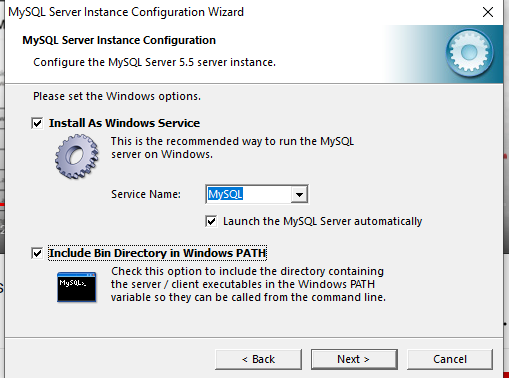 MySQL Server Instance Configuration Wizard
MySQL Server Instance Configuration
Configure the MySQL Server 5.5 server instance.
Please set the Windows options.
Install As Windows Service
This is the recommended way to run the MySQL
server on Windows.
Service Name:
MySQL
Launch the MySQL Server automatically
Include Bin Directory in Windows PATH
Check this option to include the directory containing
the server / client executables in the Windows PATH
variable so they can be called from the command line.
MySQL>_
< Back
Next >
Cancel